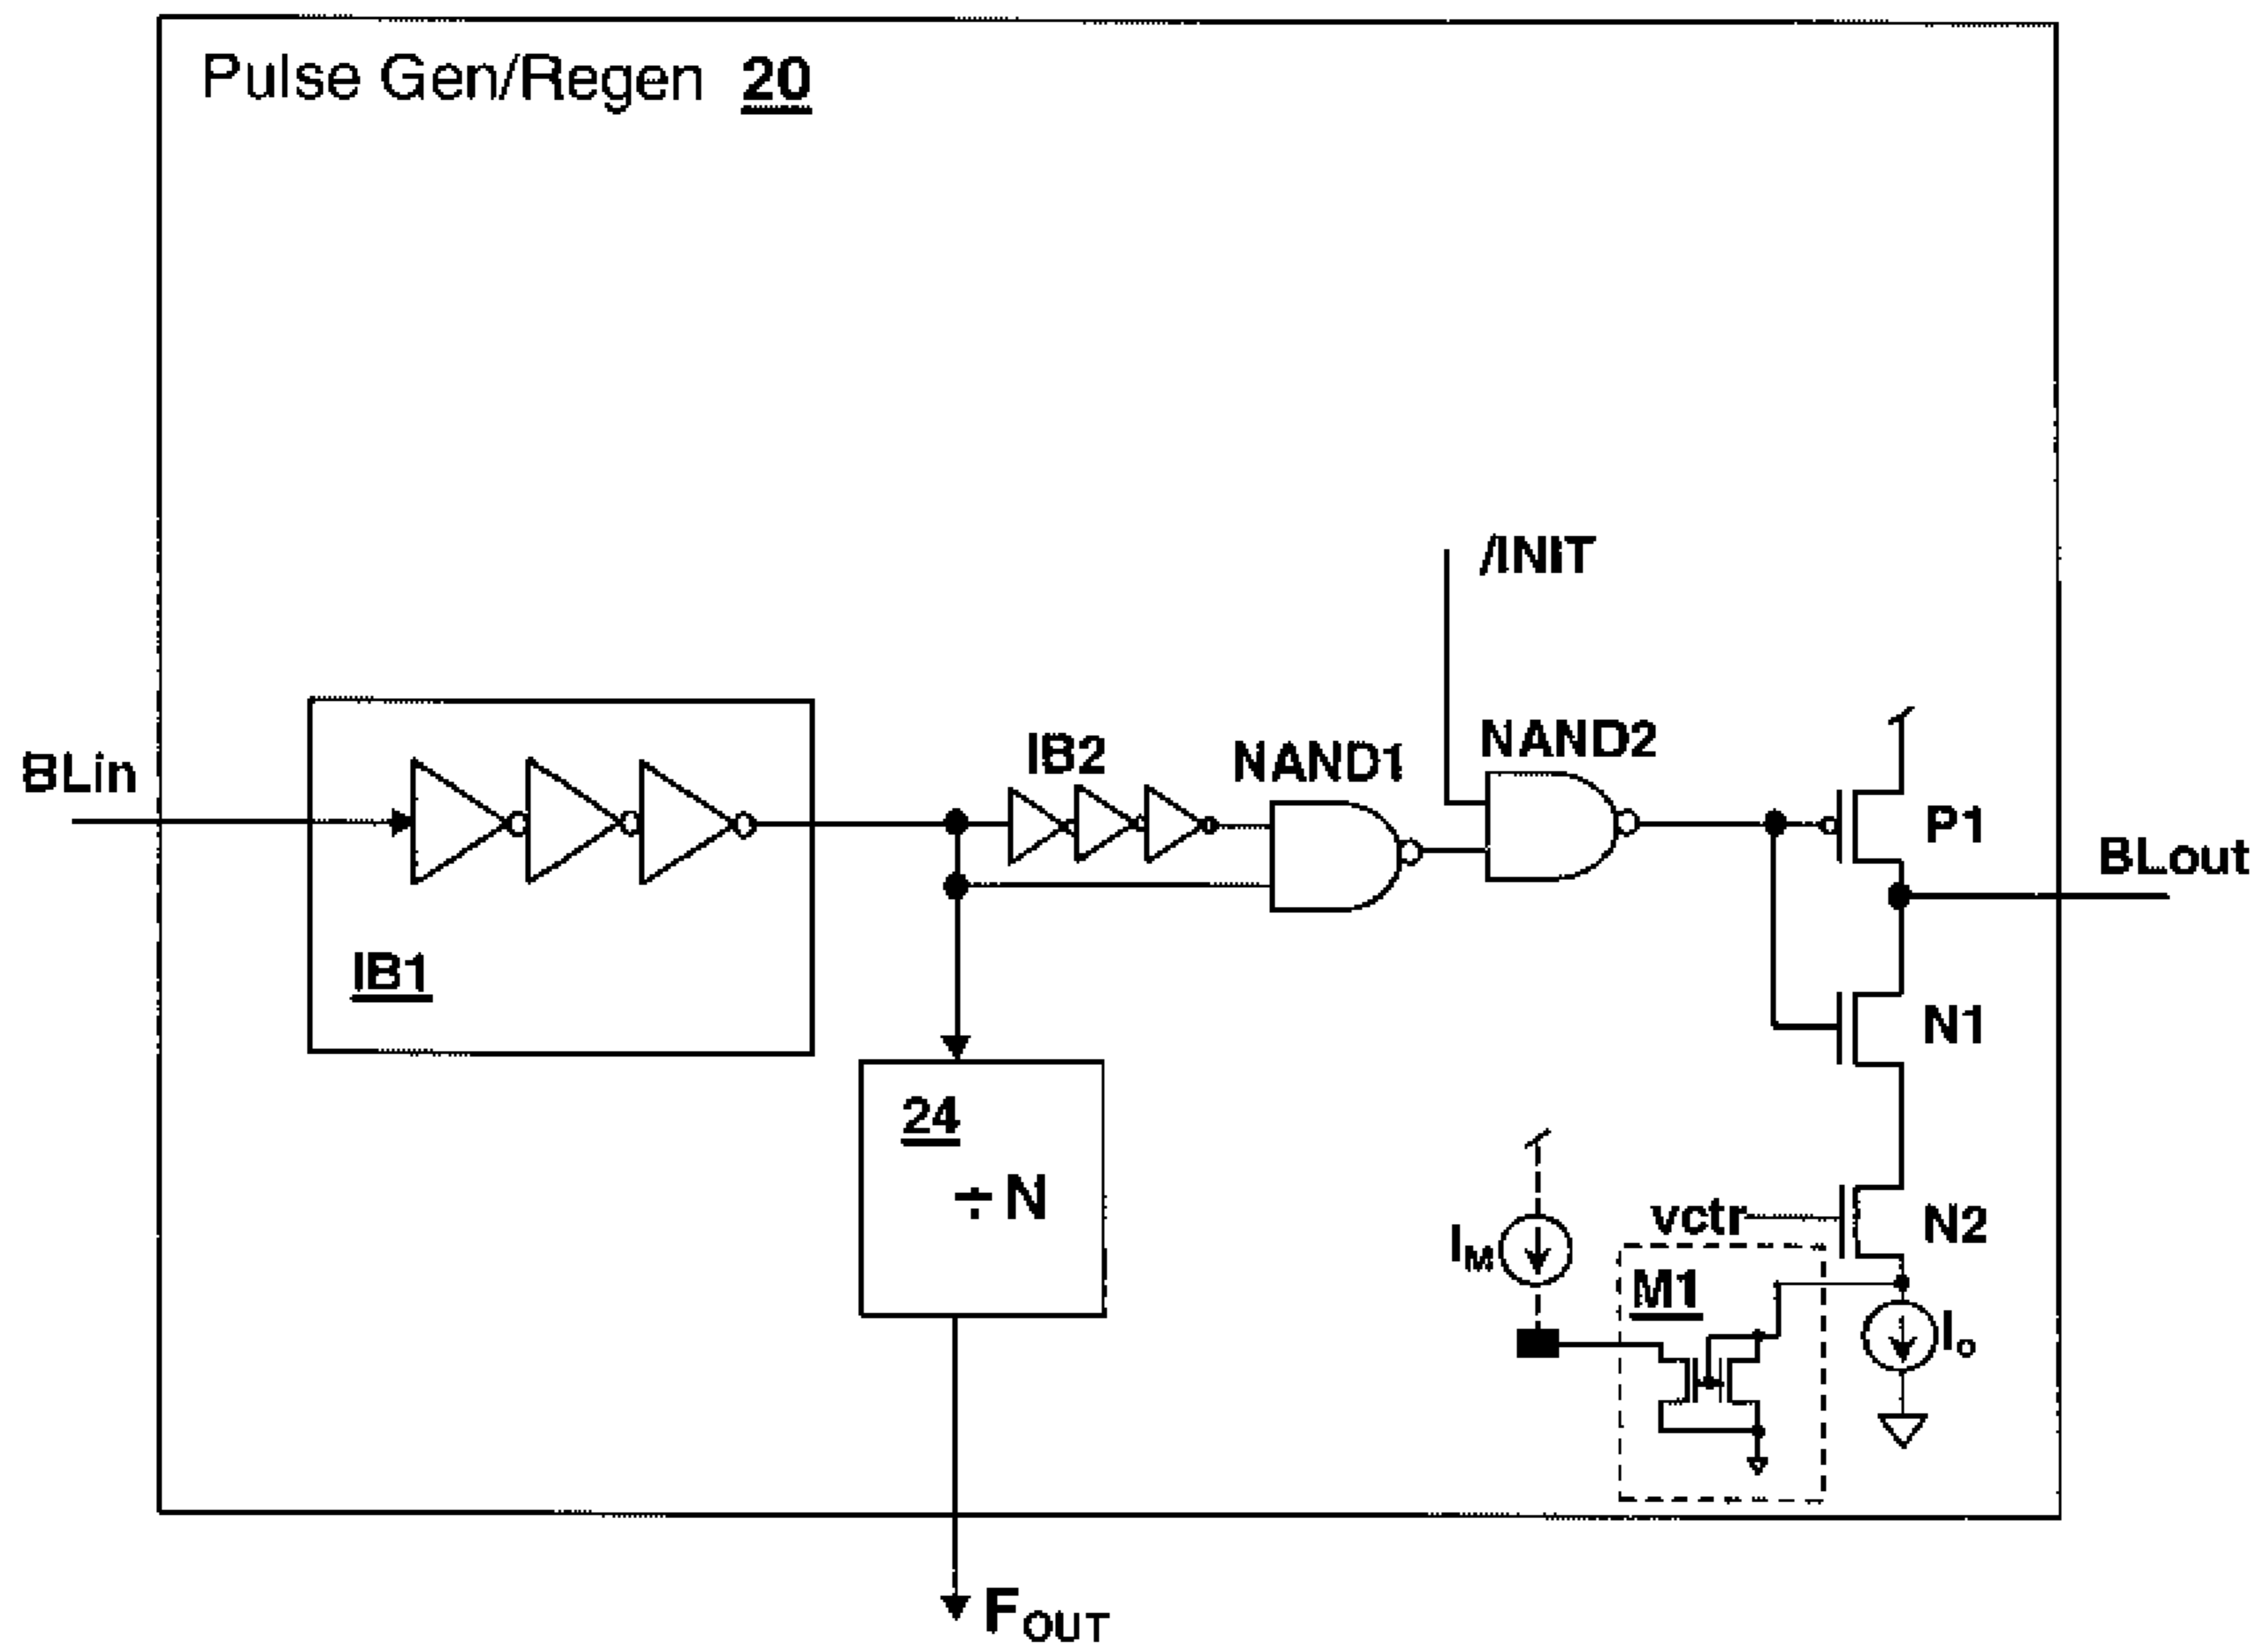 Pulse Gen/Regen 20
/INIT
BLin
IB2
NAND1
NAND2
P1
BLout
IB1
N1
24
÷ N
vctr
N2
IM
M1
Io
FOUT